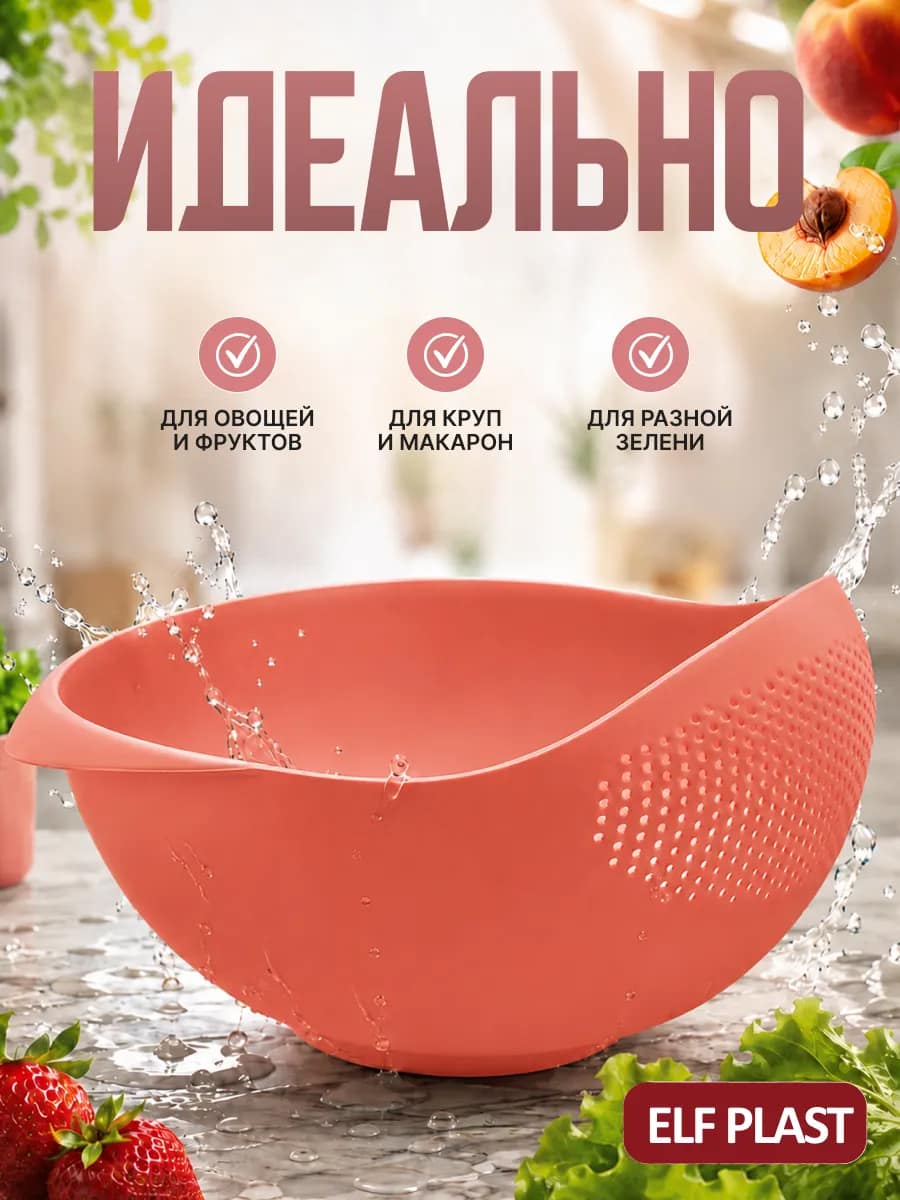 ИДЕАЛЬНО
ДЛЯ ОВОЩЕЙ
И ФРУКТОВ
ДЛЯ КРУП
И МАКАРОН
ДЛЯ РАЗНОЙ
ЗЕЛЕНИ
ELF PLAST